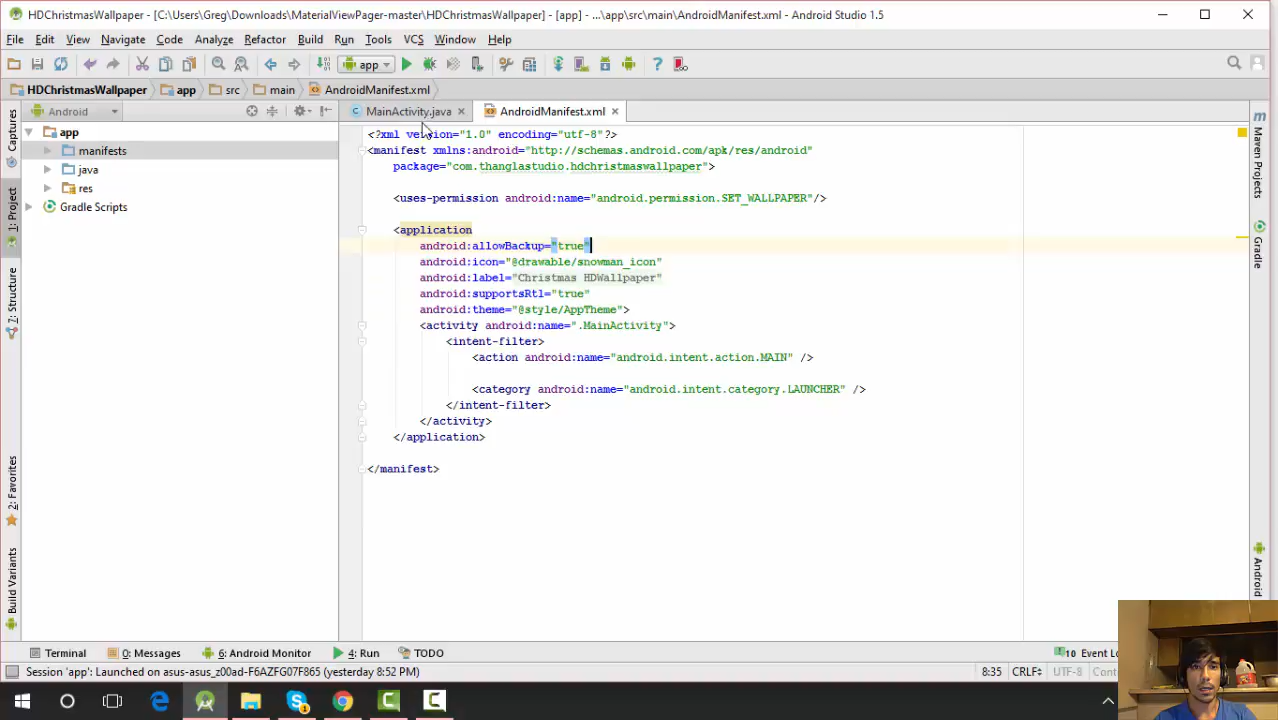 HDChristmasWallpaper - [C:\Users\Greg\Downloads\MaterialViewPager-master\HDChristmasWallpaper] - [app] - ...\app\src\main\AndroidManifest.xml - Android Studio 1.5
File Edit View Navigate Code Analyze Refactor Build Run Tools VCS Window Help
app
HDChristmasWallpaper app src main AndroidManifest.xml
Android
MainActivity.java AndroidManifest.xml
app
manifests
java
res
Gradle Scripts
Captures
1: Project
7: Structure
2: Favorites
Build Variants
<?xml version="1.0" encoding="utf-8"?>
<manifest xmlns:android="http://schemas.android.com/apk/res/android"
package="com.thanglastudio.hdchristmaswallpaper">
<uses-permission android:name="android.permission.SET_WALLPAPER"/>
<application
android:allowBackup="true"
android:icon="@drawable/snowman_icon"
android:label="Christmas HDWallpaper"
android:supportsRtl="true"
android:theme="@style/AppTheme">
<activity android:name=".MainActivity">
<intent-filter>
<action android:name="android.intent.action.MAIN" />
<category android:name="android.intent.category.LAUNCHER" />
</intent-filter>
</activity>
</application>
</manifest>
Maven Projects
Gradle
Android
Terminal 0: Messages 6: Android Monitor 4: Run TODO
10 Event Lo
Session 'app': Launched on asus-asus_z00ad-F6AZFG07F865 (yesterday 8:52 PM)
8:35 CRLF UTF-8 Cont